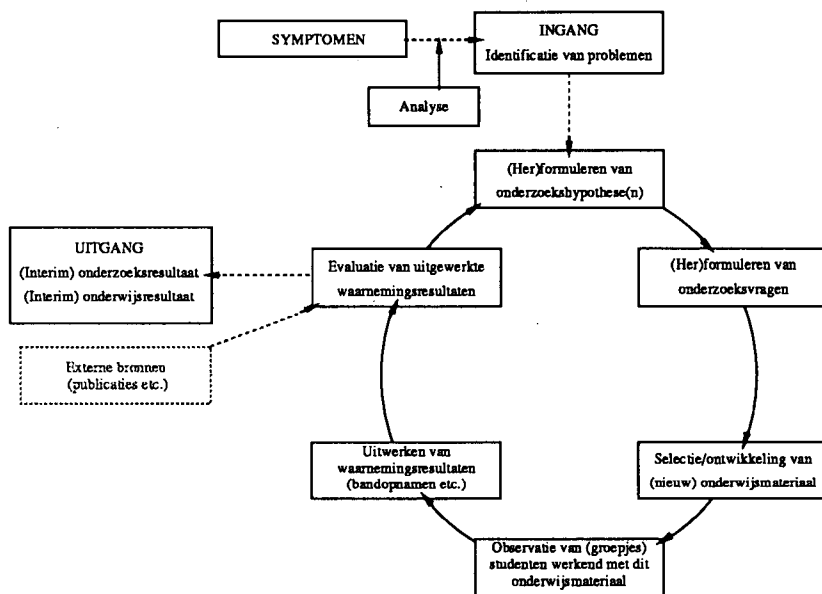 SYMPTOMEN
INGANG
Identificatie van problemen
Analyse
(Her)formuleren van
onderzoekshypothese(n)
UITGANG
(Interim) onderzoeksresultaat
(Interim) onderwijsresultaat
Evaluatie van uitgewerkte
waarnemingsresultaten
(Her)formuleren van
onderzoeksvragen
Externe bronnen
(publicaties etc.)
Uitwerken van
waarnemingsresultaten
(bandopnamen etc.)
Selectie/ontwikkeling van
(nieuw) onderwijsmateriaal
Observatie van (groepjes)
studenten werkend met dit
onderwijsmateriaal